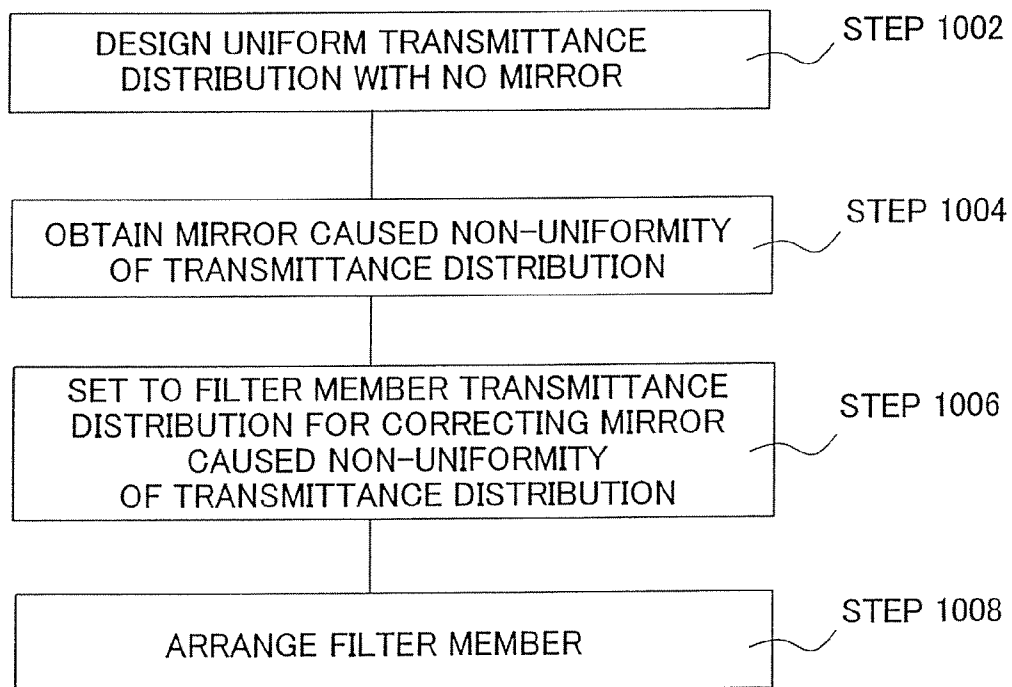 DESIGN UNIFORM TRANSMITTANCE
DISTRIBUTION WITH NO MIRROR
STEP 1002
OBTAIN MIRROR CAUSED NON-UNIFORMITY
OF TRANSMITTANCE DISTRIBUTION
STEP 1004
SET TO FILTER MEMBER TRANSMITTANCE
DISTRIBUTION FOR CORRECTING MIRROR
CAUSED NON-UNIFORMITY
OF TRANSMITTANCE DISTRIBUTION
STEP 1006
ARRANGE FILTER MEMBER
STEP 1008